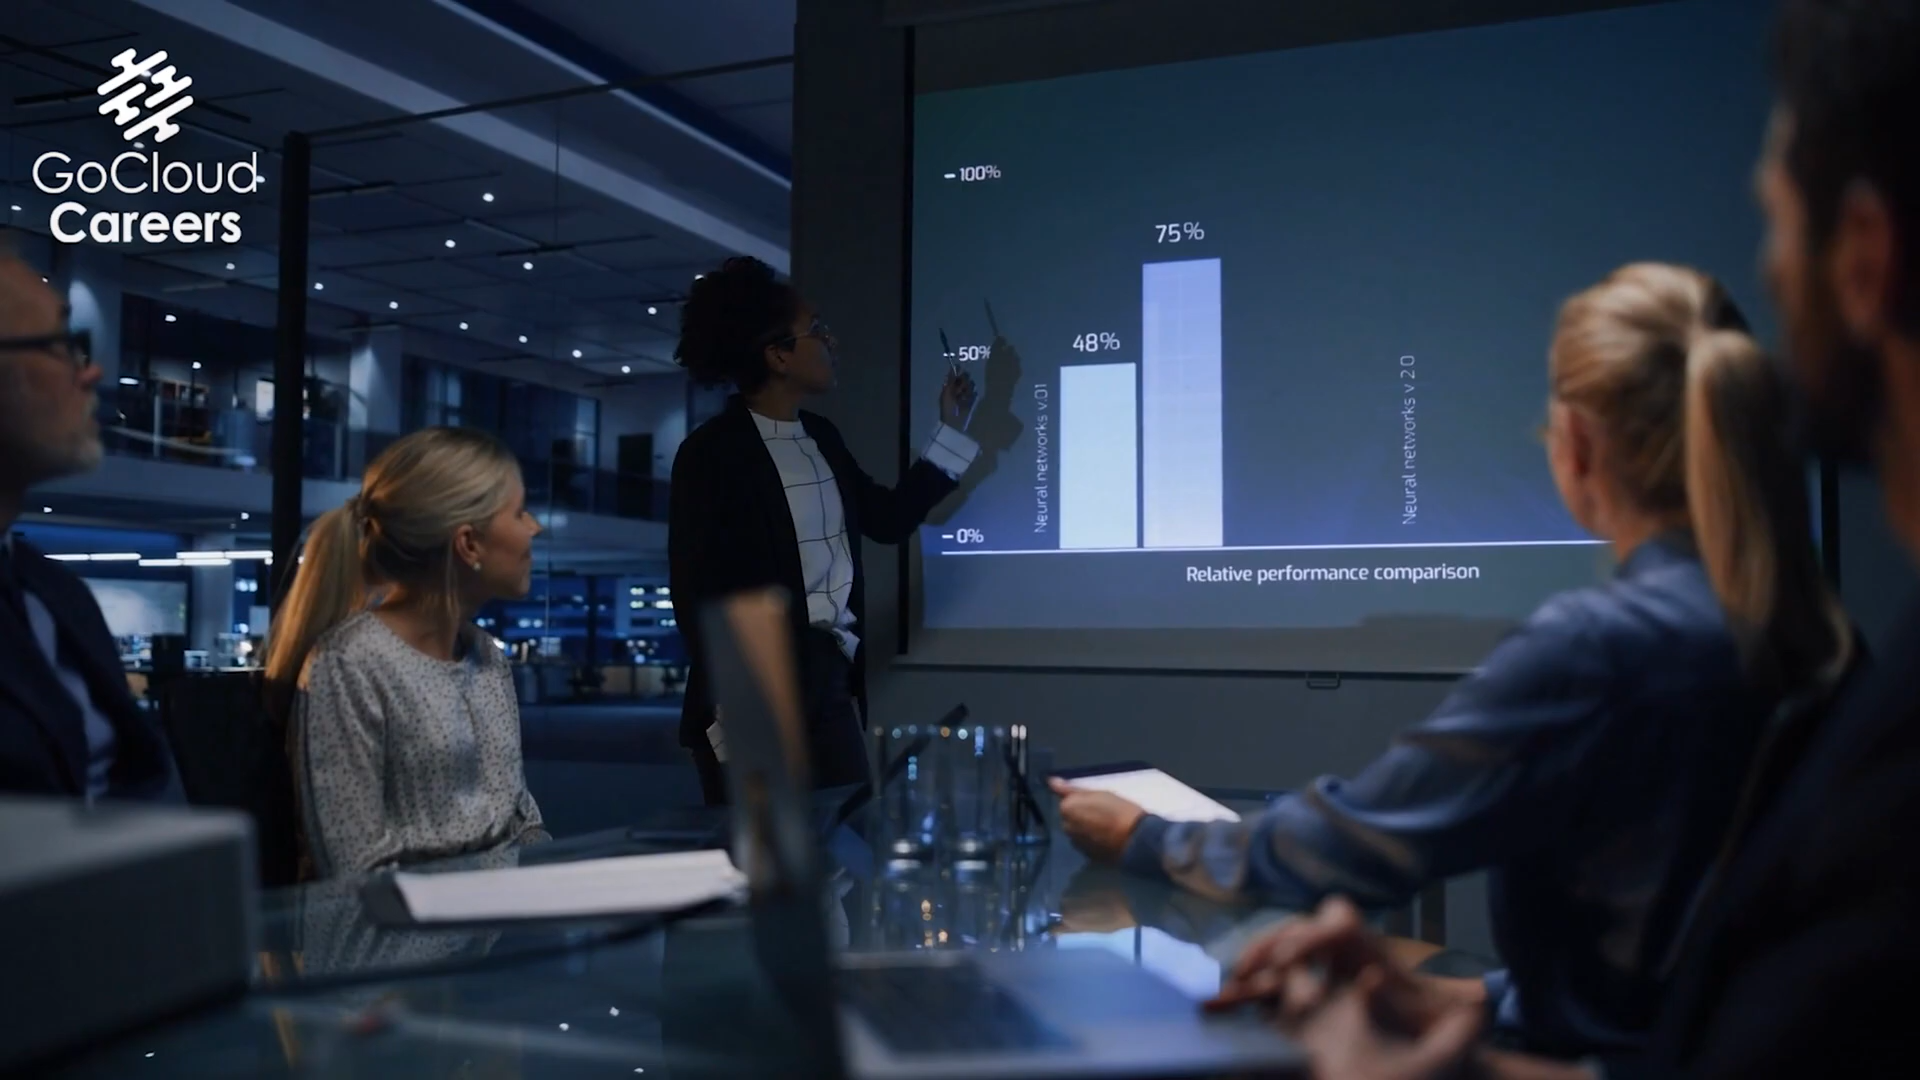 GoCloud
Careers
100%
75%
48%
50%
Neural networks v.01
Neural networks v 2.0
0%
Relative performance comparison